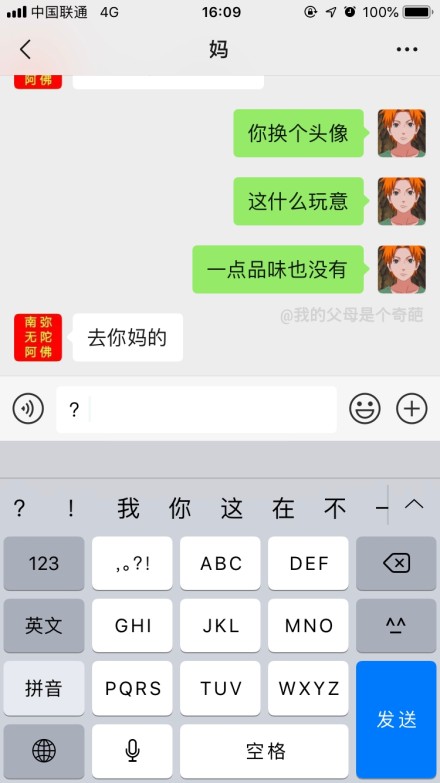 中国联通 4G 16:09 100%
妈
阿佛
你换个头像
这什么玩意
一点品味也没有
@我的父母是个奇葩
南弥
无陀
阿佛
去你妈的
?
? ! 我 你 这 在 不 一
123 ,。?! ABC DEF
英文 GHI JKL MNO ^^
拼音 PQRS TUV WXYZ 发送
空格